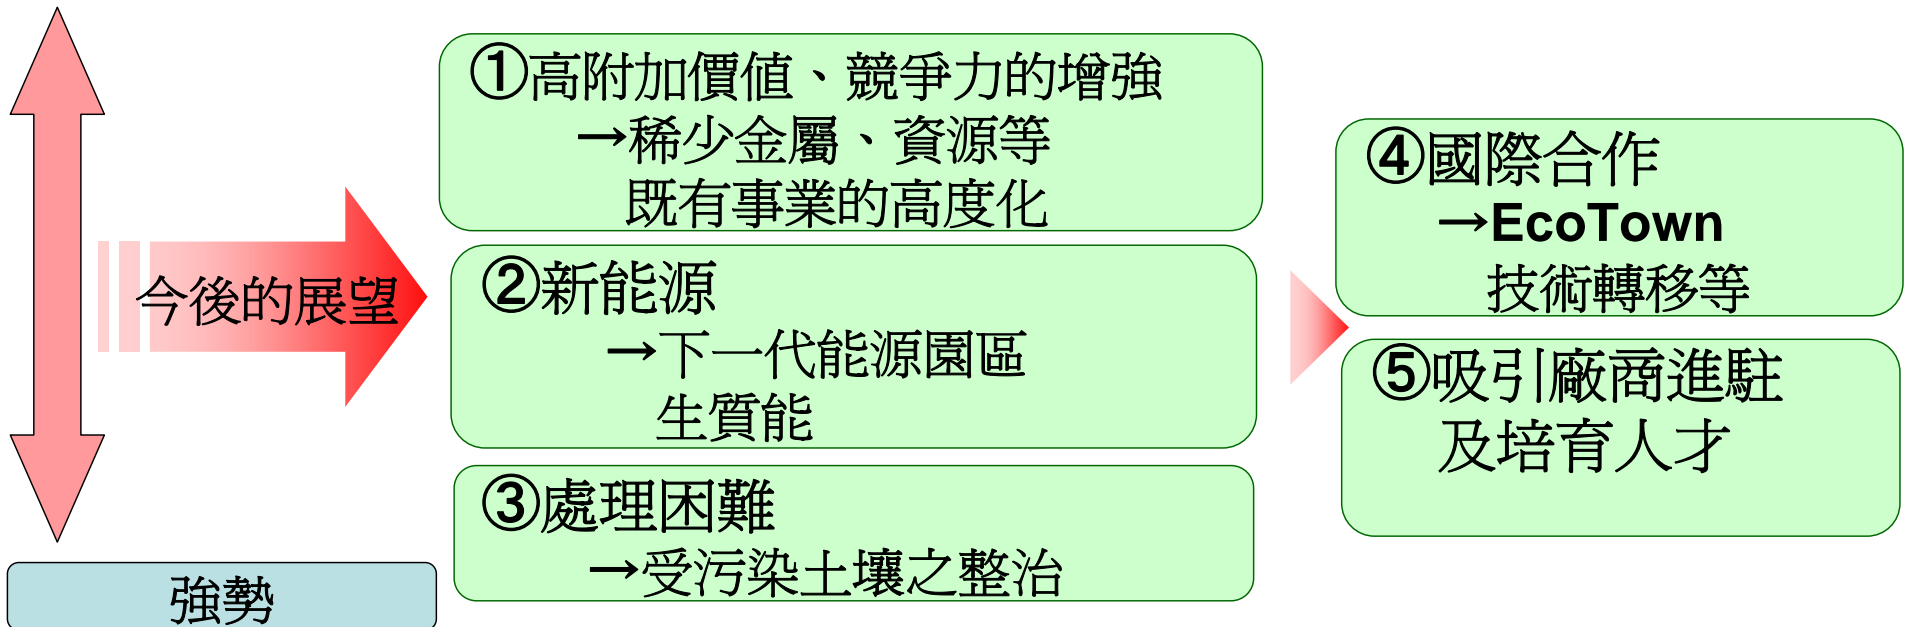 ①高附加價值、競爭力的增強
→稀少金屬、資源等
既有事業的高度化
今後的展望
②新能源
→下一代能源園區
生質能
③處理困難
→受污染土壤之整治
④國際合作
→EcoTown
技術轉移等
⑤吸引廠商進駐
及培育人才
強勢